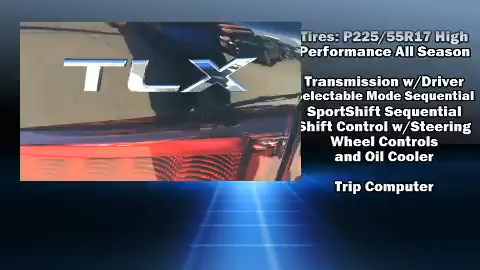 TLX
Tires: P225/55R17 High
Performance All Season
Transmission w/Driver
Selectable Mode Sequential
SportShift Sequential
Shift Control w/Steering
Wheel Controls
and Oil Cooler
Trip Computer